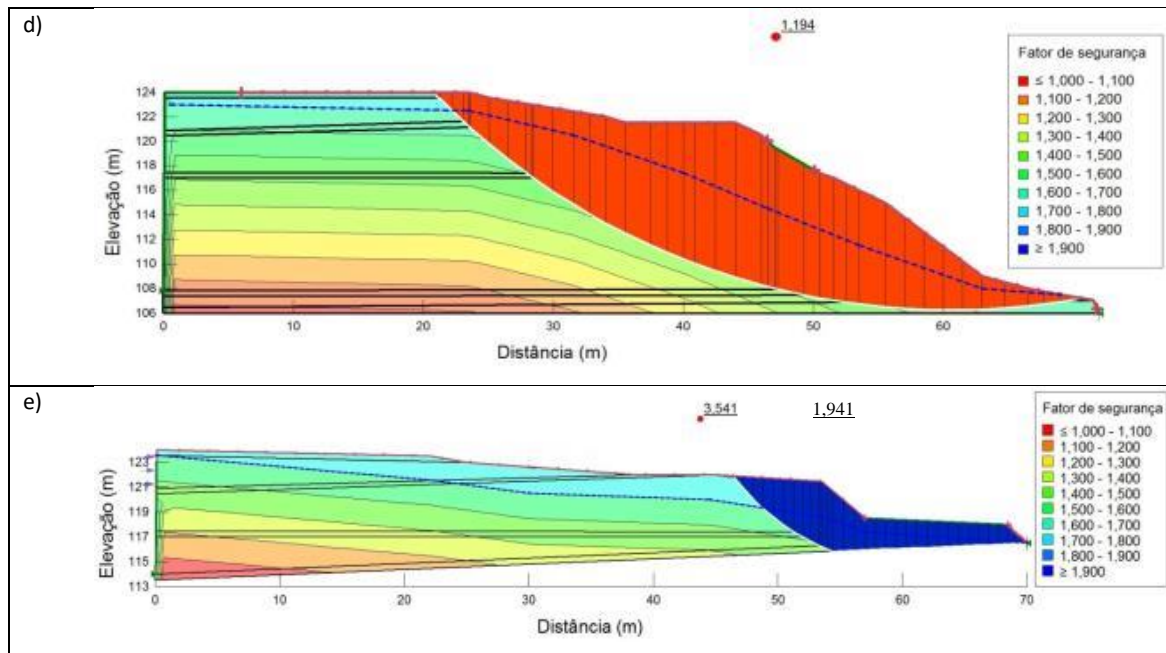 d)
1,194
Fator de segurança
≤ 1,000 - 1,100
1,100 - 1,200
1,200 - 1,300
1,300 - 1,400
1,400 - 1,500
1,500 - 1,600
1,600 - 1,700
1,700 - 1,800
1,800 - 1,900
≥ 1,900
Elevação (m)
124
122
120
118
116
114
112
110
108
106
0 10 20 30 40 50 60
Distância (m)
e)
3,541 1,941
Fator de segurança
≤ 1,000 - 1,100
1,100 - 1,200
1,200 - 1,300
1,300 - 1,400
1,400 - 1,500
1,500 - 1,600
1,600 - 1,700
1,700 - 1,800
1,800 - 1,900
≥ 1,900
Elevação (m)
123
121
119
117
115
113
0 10 20 30 40 50 60 70
Distância (m)